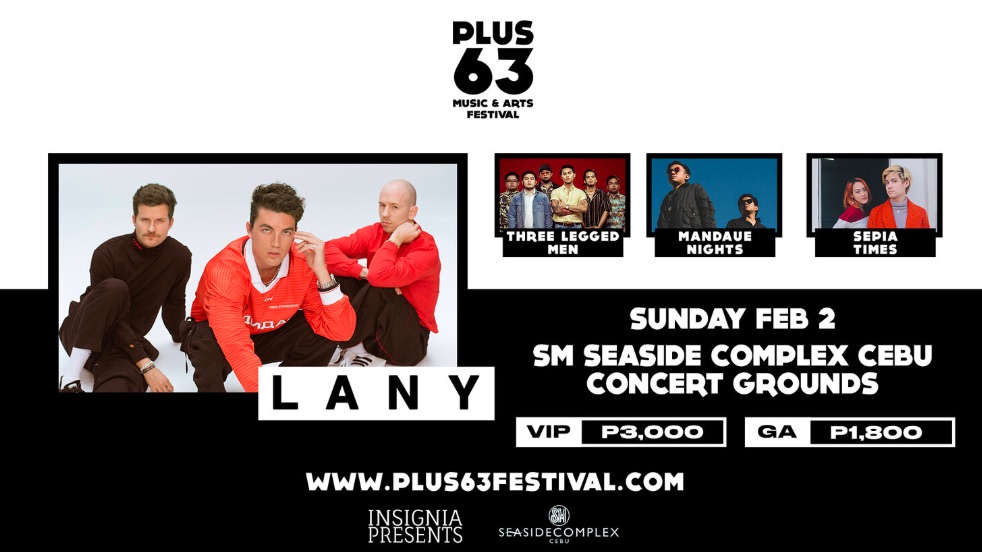 PLUS
63
MUSIC & ARTS
FESTIVAL
LANY
THREE LEGGED
MEN
MANDAUE
NIGHTS
SEPIA
TIMES
SUNDAY FEB 2
SM SEASIDE COMPLEX CEBU
CONCERT GROUNDS
VIP P3,000
GA P1,800
WWW.PLUS63FESTIVAL.COM
INSIGNIA
PRESENTS
SM
SEASIDECOMPLEX
CEBU